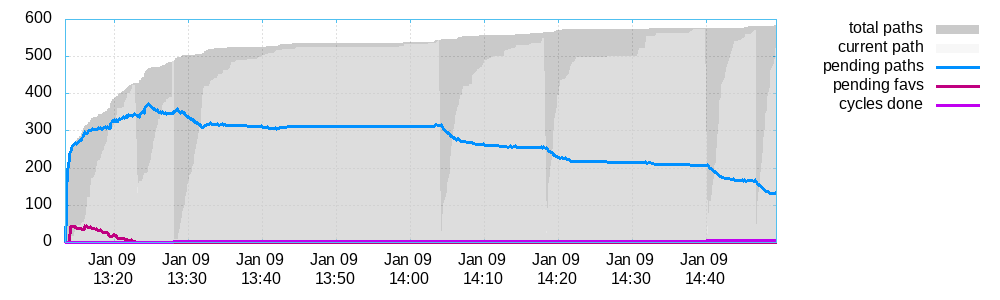 600
500
400
300
200
100
0
Jan 09 Jan 09 Jan 09 Jan 09 Jan 09 Jan 09 Jan 09 Jan 09 Jan 09
13:20 13:30 13:40 13:50 14:00 14:10 14:20 14:30 14:40
total paths
current path
pending paths
pending favs
cycles done